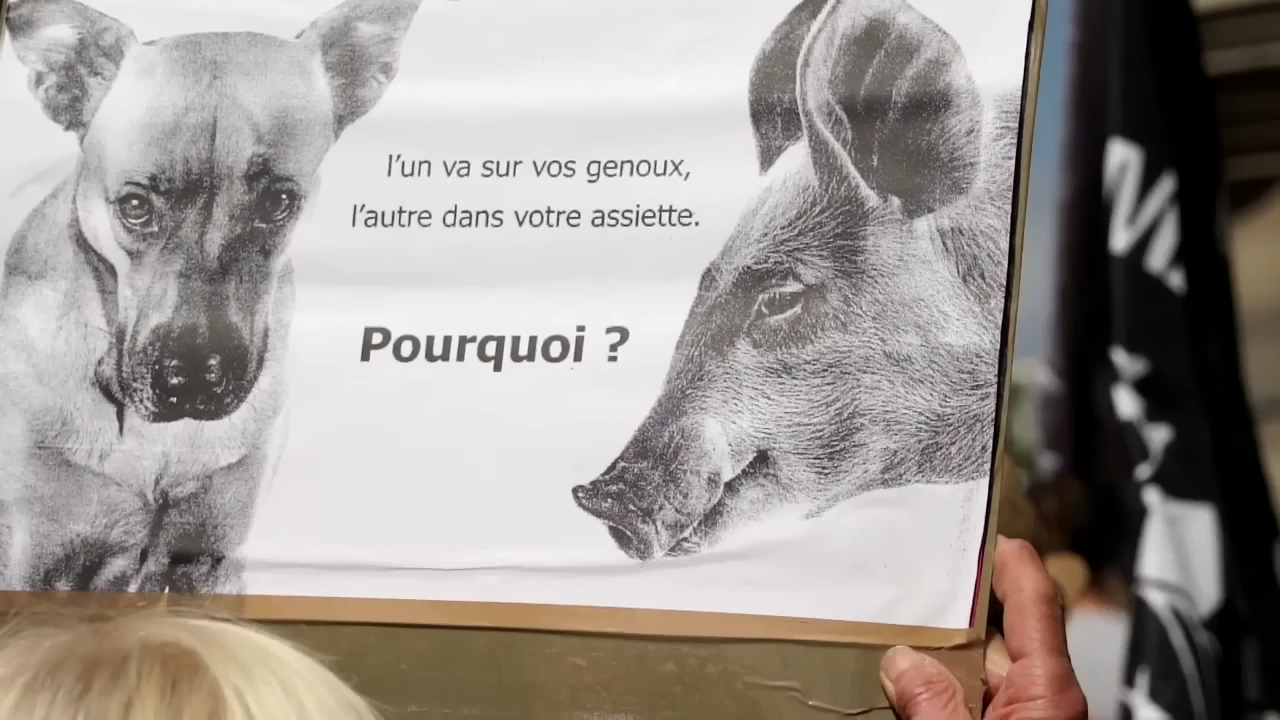 l'un va sur vos genoux,
l'autre dans votre assiette.
Pourquoi ?